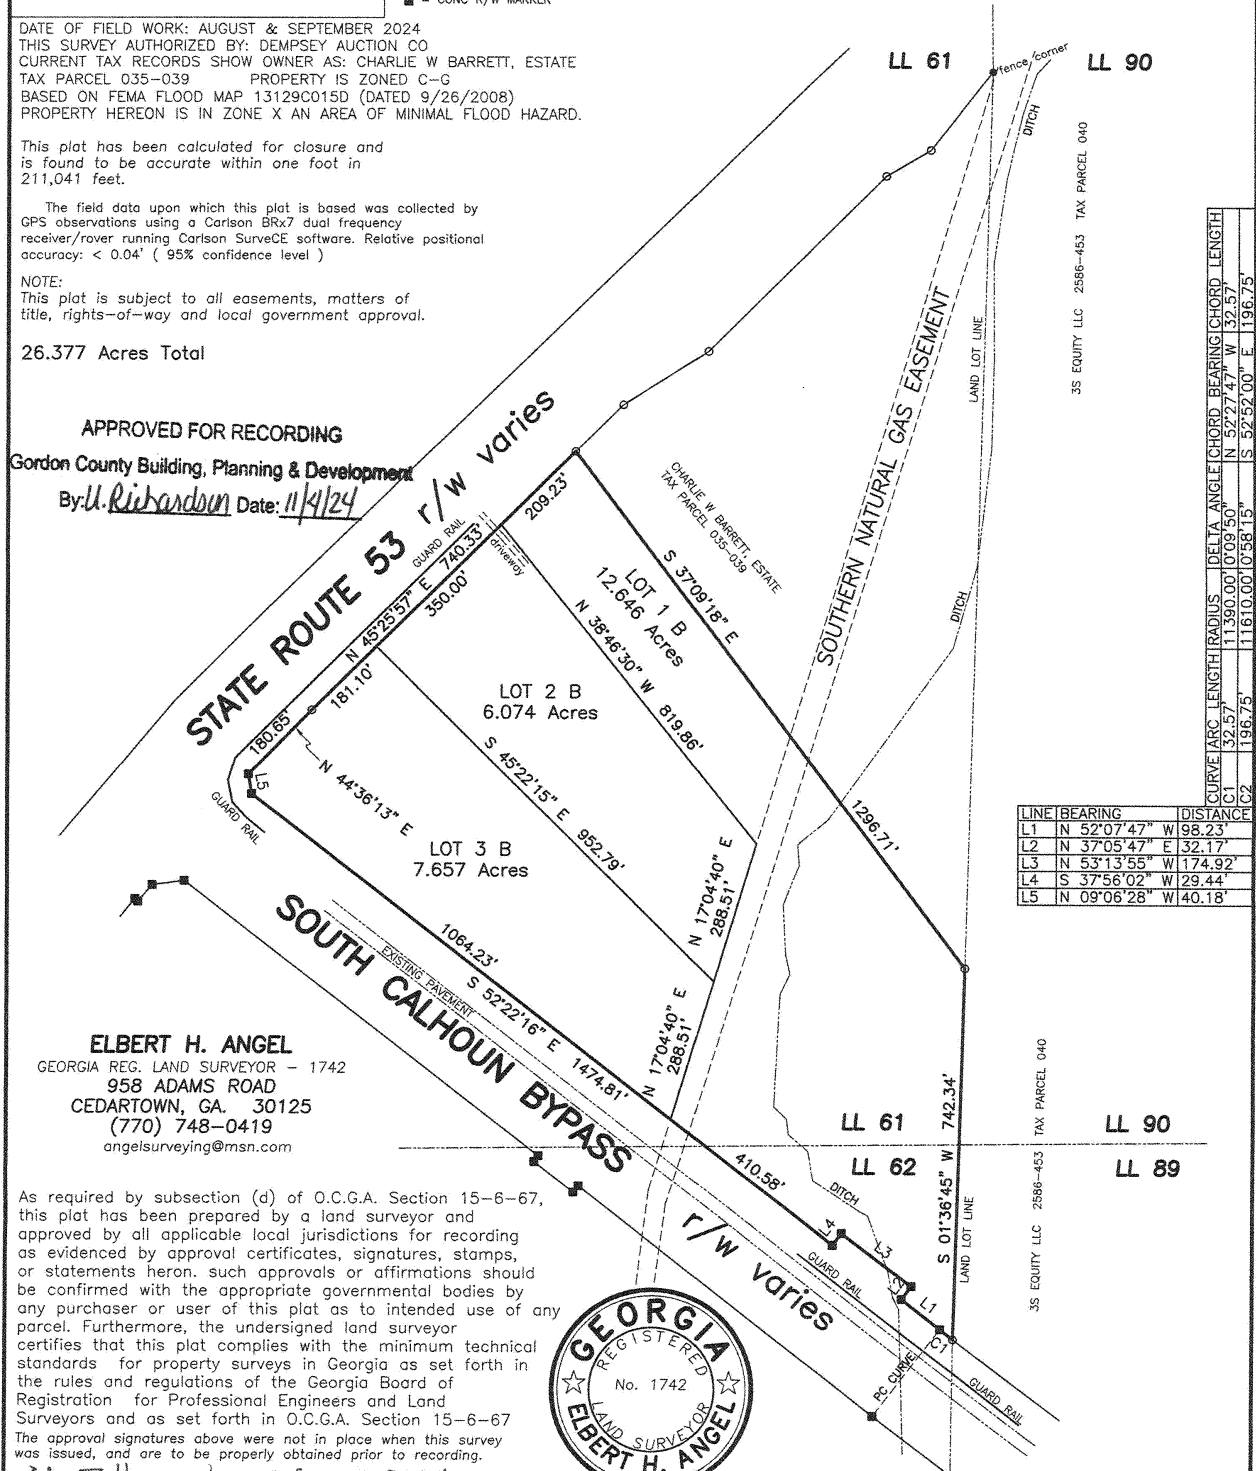 = CONC R/W MARKER
DATE OF FIELD WORK: AUGUST & SEPTEMBER 2024
THIS SURVEY AUTHORIZED BY: DEMPSEY AUCTION CO
CURRENT TAX RECORDS SHOW OWNER AS: CHARLIE W BARRETT, ESTATE
TAX PARCEL 035-039 PROPERTY IS ZONED C-G
BASED ON FEMA FLOOD MAP 13129C015D (DATED 9/26/2008)
PROPERTY HEREON IS IN ZONE X AN AREA OF MINIMAL FLOOD HAZARD.
This plat has been calculated for closure and
is found to be accurate within one foot in
211,041 feet.
The field data upon which this plat is based was collected by
GPS observations using a Carlson BRx7 dual frequency
receiver/rover running Carlson SurvCE software. Relative positional
accuracy: < 0.04' ( 95% confidence level )
NOTE:
This plat is subject to all easements, matters of
title, rights-of-way and local government approval.
26.377 Acres Total
APPROVED FOR RECORDING
Gordon County Building, Planning & Development
By: U. Richardson Date: 11/4/24
LL 61
fence/corner
LL 90
DITCH
3S EQUITY LLC 2586-453 TAX PARCEL 040
LAND LOT LINE
SOUTHERN NATURAL GAS EASEMENT
DITCH
STATE ROUTE 53 r/w varies
GUARD RAIL
N 45°25'57" E 740.33'
209.23'
driveway
350.00'
181.10'
180.65'
L5
GUARD RAIL
N 44°36'13" E
CHARLIE W BARRETT, ESTATE
TAX PARCEL 035-039
S 37°09'18" E
1296.71'
LOT 1 B
12.646 Acres
N 38°46'30" W 819.86'
LOT 2 B
6.074 Acres
S 45°22'15" E 952.79'
LOT 3 B
7.657 Acres
N 17°04'40" E
288.51'
N 17°04'40" E
288.51'
1064.23'
S 52°22'16" E 1474.81'
EXISTING PAVEMENT
SOUTH CALHOUN BYPASS
r/w varies
410.58'
DITCH
L4
L3
L2
L1
C1
PC CURVE
GUARD RAIL
GUARD RAIL
S 01°36'45" W 742.34'
LAND LOT LINE
LL 61
LL 90
LL 62
LL 89
3S EQUITY LLC 2586-453 TAX PARCEL 040
CURVE ARC LENGTH RADIUS DELTA ANGLE CHORD BEARING CHORD LENGTH
C1 32.57' 11390.00' 0°09'50" N 52°27'47" W 32.57'
C2 196.75' 11610.00' 0°58'15" S 52°52'00" E 196.75'
LINE BEARING DISTANCE
L1 N 52°07'47" W 98.23'
L2 N 37°05'47" E 32.17'
L3 N 53°13'55" W 174.92'
L4 S 37°56'02" W 29.44'
L5 N 09°06'28" W 40.18'
ELBERT H. ANGEL
GEORGIA REG. LAND SURVEYOR - 1742
958 ADAMS ROAD
CEDARTOWN, GA. 30125
(770) 748-0419
angelsurveying@msn.com
As required by subsection (d) of O.C.G.A. Section 15-6-67,
this plat has been prepared by a land surveyor and
approved by all applicable local jurisdictions for recording
as evidenced by approval certificates, signatures, stamps,
or statements heron. such approvals or affirmations should
be confirmed with the appropriate governmental bodies by
any purchaser or user of this plat as to intended use of any
parcel. Furthermore, the undersigned land surveyor
certifies that this plat complies with the minimum technical
standards for property surveys in Georgia as set forth in
the rules and regulations of the Georgia Board of
Registration for Professional Engineers and Land
Surveyors and as set forth in O.C.G.A. Section 15-6-67
The approval signatures above were not in place when this survey
was issued, and are to be properly obtained prior to recording.
GEORGIA
REGISTERED
No. 1742
LAND SURVEYOR
ELBERT H. ANGEL